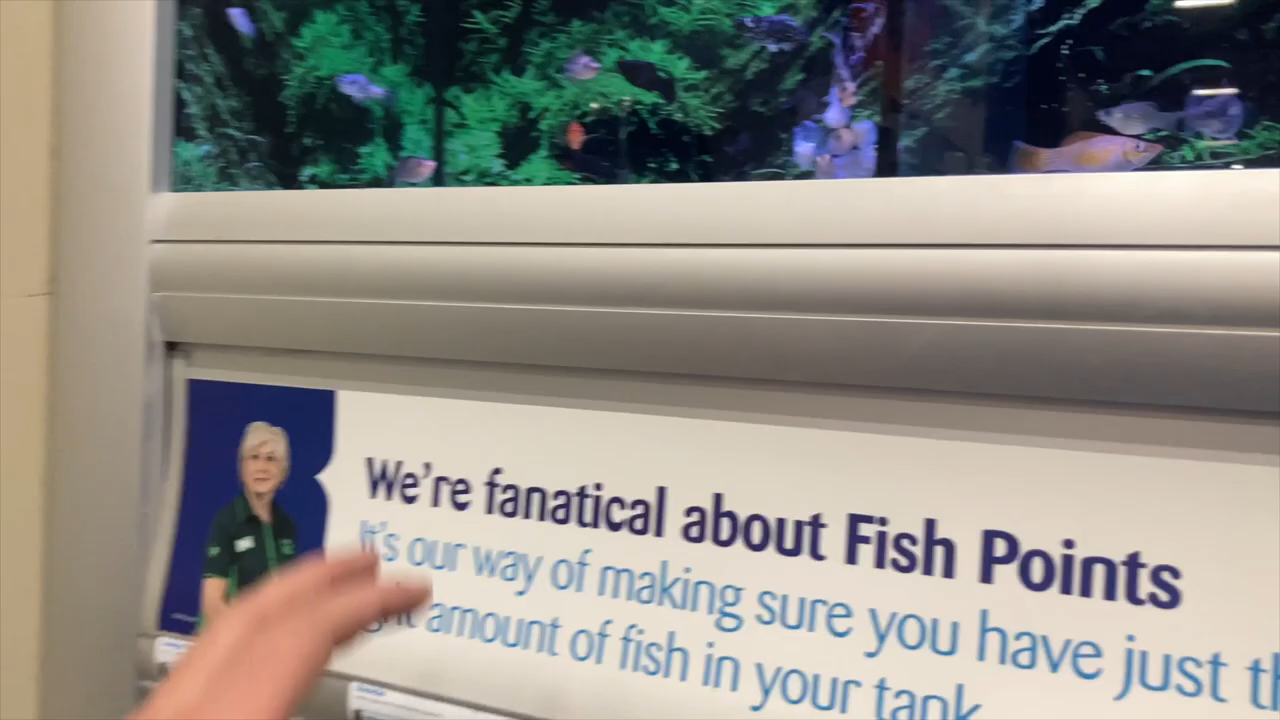 We're fanatical about Fish Points
It's our way of making sure you have just
amount of fish in your tank